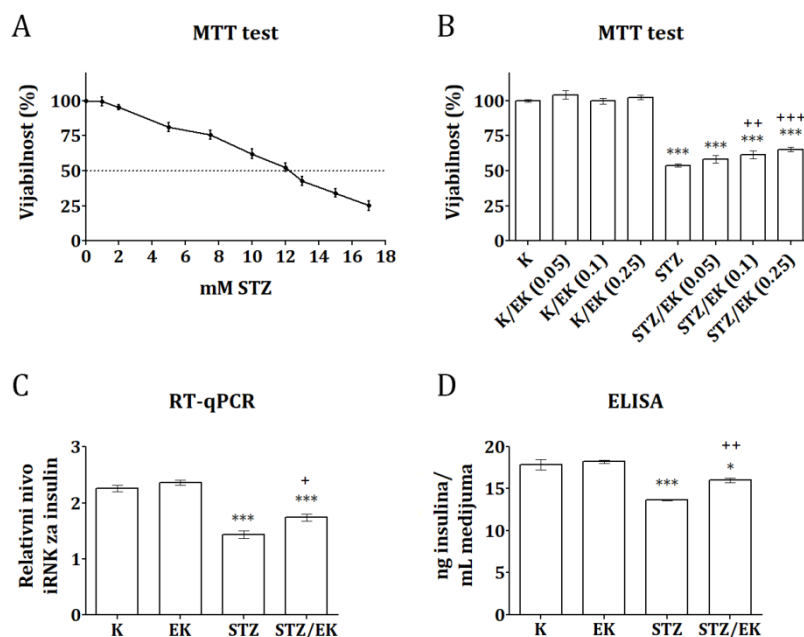 A
MTT test
Vijabilnost (%)
100
75
50
25
0
0 2 4 6 8 10 12 14 16 18
mM STZ
B
MTT test
Vijabilnost (%)
150
100
50
0
***
***
++
***
+++
***
K
K/EK (0.05)
K/EK (0.1)
K/EK (0.25)
STZ
STZ/EK (0.05)
STZ/EK (0.1)
STZ/EK (0.25)
C
RT-qPCR
Relativni nivo
iRNK za insulin
3
2
1
0
***
+
***
K EK STZ STZ/EK
D
ELISA
ng insulina/
mL medijuma
20
15
10
5
0
***
++
*
K EK STZ STZ/EK